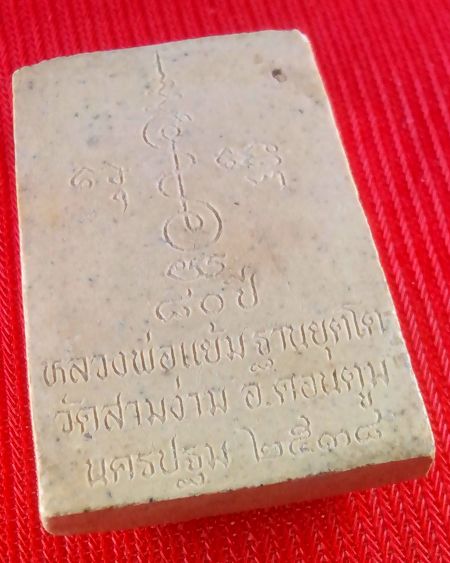 ๘๐ ปี
หลวงพ่อแย้ม ฐานยุตโต
วัดสามง่าม อ.ดอนตูม
นครปฐม ๒๕๓๘